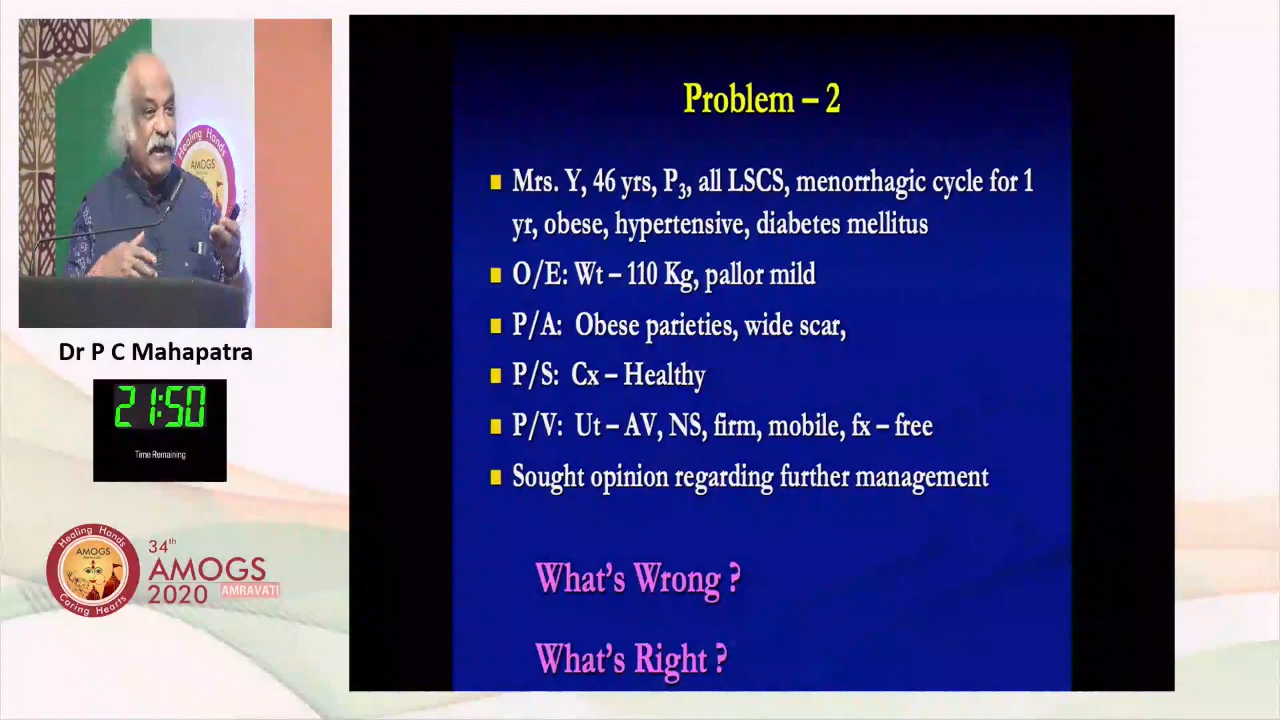 Healing Hands
AMOGS
Dr P C Mahapatra
21:50
Time Remaining
Healing Hands
AMOGS
Caring Hearts
34th
AMOGS
2020 AMRAVATI
Problem – 2
Mrs. Y, 46 yrs, P3, all LSCS, menorrhagic cycle for 1
yr, obese, hypertensive, diabetes mellitus
O/E: Wt – 110 Kg, pallor mild
P/A: Obese parieties, wide scar,
P/S: Cx – Healthy
P/V: Ut – AV, NS, firm, mobile, fx – free
Sought opinion regarding further management
What's Wrong ?
What's Right ?